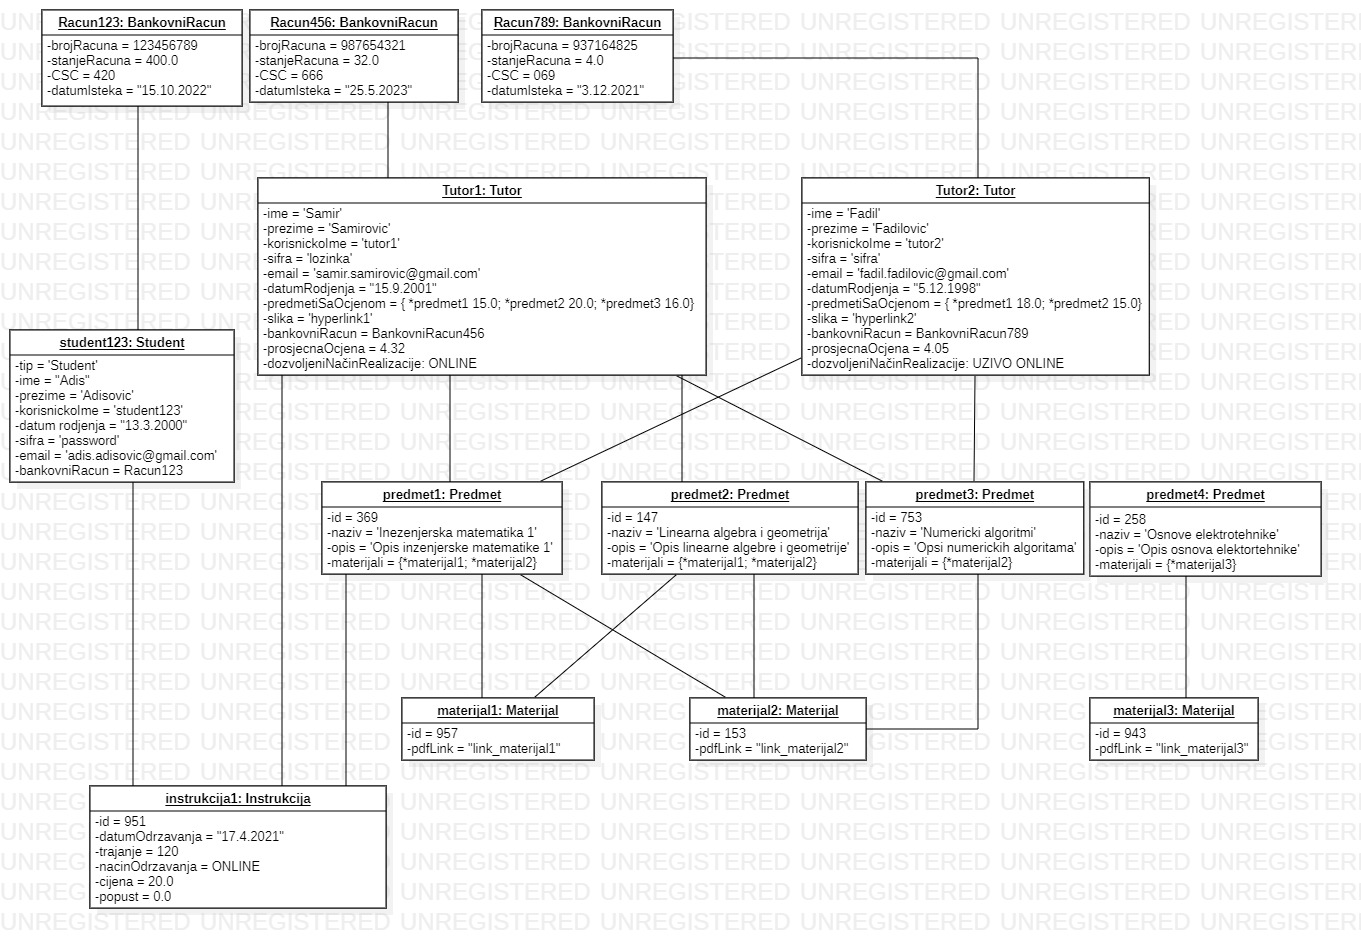 Racun123: BankovniRacun
-brojRacuna = 123456789
-stanjeRacuna = 400.0
-CSC = 420
-datumIsteka = "15.10.2022"
Racun456: BankovniRacun
-brojRacuna = 987654321
-stanjeRacuna = 32.0
-CSC = 666
-datumIsteka = "25.5.2023"
Racun789: BankovniRacun
-brojRacuna = 937164825
-stanjeRacuna = 4.0
-CSC = 069
-datumIsteka = "3.12.2021"
Tutor1: Tutor
-ime = 'Samir'
-prezime = 'Samirovic'
-korisnickoIme = 'tutor1'
-sifra = 'lozinka'
-email = 'samir.samirovic@gmail.com'
-datumRodjenja = "15.9.2001"
-predmetiSaOcjenom = { *predmet1 15.0; *predmet2 20.0; *predmet3 16.0}
-slika = 'hyperlink1'
-bankovniRacun = BankovniRacun456
-prosjecnaOcjena = 4.32
-dozvoljeniNačinRealizacije: ONLINE
Tutor2: Tutor
-ime = 'Fadil'
-prezime = 'Fadilovic'
-korisnickoIme = 'tutor2'
-sifra = 'sifra'
-email = 'fadil.fadilovic@gmail.com'
-datumRodjenja = "5.12.1998"
-predmetiSaOcjenom = { *predmet1 18.0; *predmet2 15.0}
-slika = 'hyperlink2'
-bankovniRacun = BankovniRacun789
-prosjecnaOcjena = 4.05
-dozvoljeniNačinRealizacije: UZIVO ONLINE
student123: Student
-tip = 'Student'
-ime = "Adis"
-prezime = 'Adisovic'
-korisnickoIme = 'student123'
-datum rodjenja = "13.3.2000"
-sifra = 'password'
-email = 'adis.adisovic@gmail.com'
-bankovniRacun = Racun123
predmet1: Predmet
-id = 369
-naziv = 'Inezenjerska matematika 1'
-opis = 'Opis inzenjerske matematike 1'
-materijali = {*materijal1; *materijal2}
predmet2: Predmet
-id = 147
-naziv = 'Linearna algebra i geometrija'
-opis = 'Opis linearne algebre i geometrije'
-materijali = {*materijal1; *materijal2}
predmet3: Predmet
-id = 753
-naziv = 'Numericki algoritmi'
-opis = 'Opsi numerickih algoritama'
-materijali = {*materijal2}
predmet4: Predmet
-id = 258
-naziv = 'Osnove elektrotehnike'
-opis = 'Opis osnova elektortehnike'
-materijali = {*materijal3}
materijal1: Materijal
-id = 957
-pdfLink = "link_materijal1"
materijal2: Materijal
-id = 153
-pdfLink = "link_materijal2"
materijal3: Materijal
-id = 943
-pdfLink = "link_materijal3"
instrukcija1: Instrukcija
-id = 951
-datumOdrzavanja = "17.4.2021"
-trajanje = 120
-nacinOdrzavanja = ONLINE
-cijena = 20.0
-popust = 0.0
UNREGISTERED